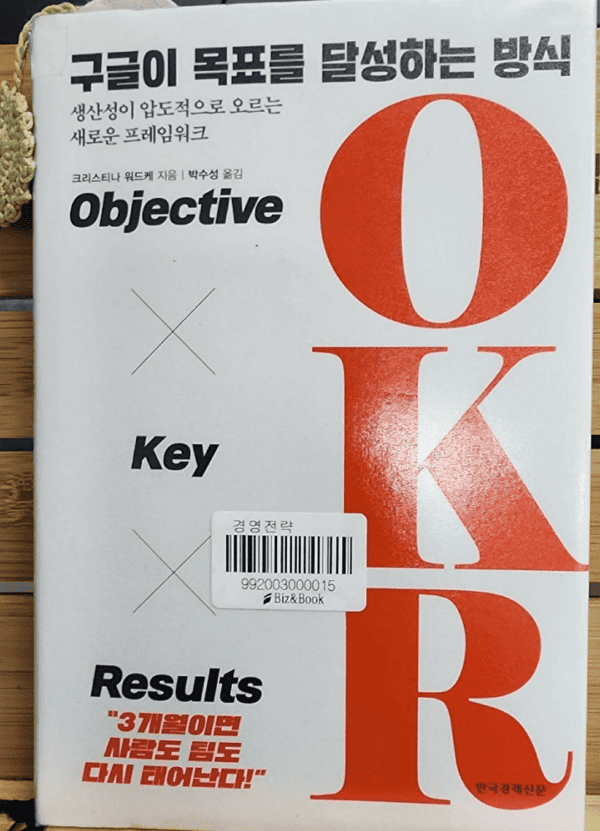 구글이 목표를 달성하는 방식
생산성이 압도적으로 오르는
새로운 프레임워크
크리스티나 워드케 지음 | 박수성 옮김
Objective
Key
Results
OKR
경영전략
992003000015
Biz&Book
"3개월이면
사람도 팀도
다시 태어난다!"
한국경제신문